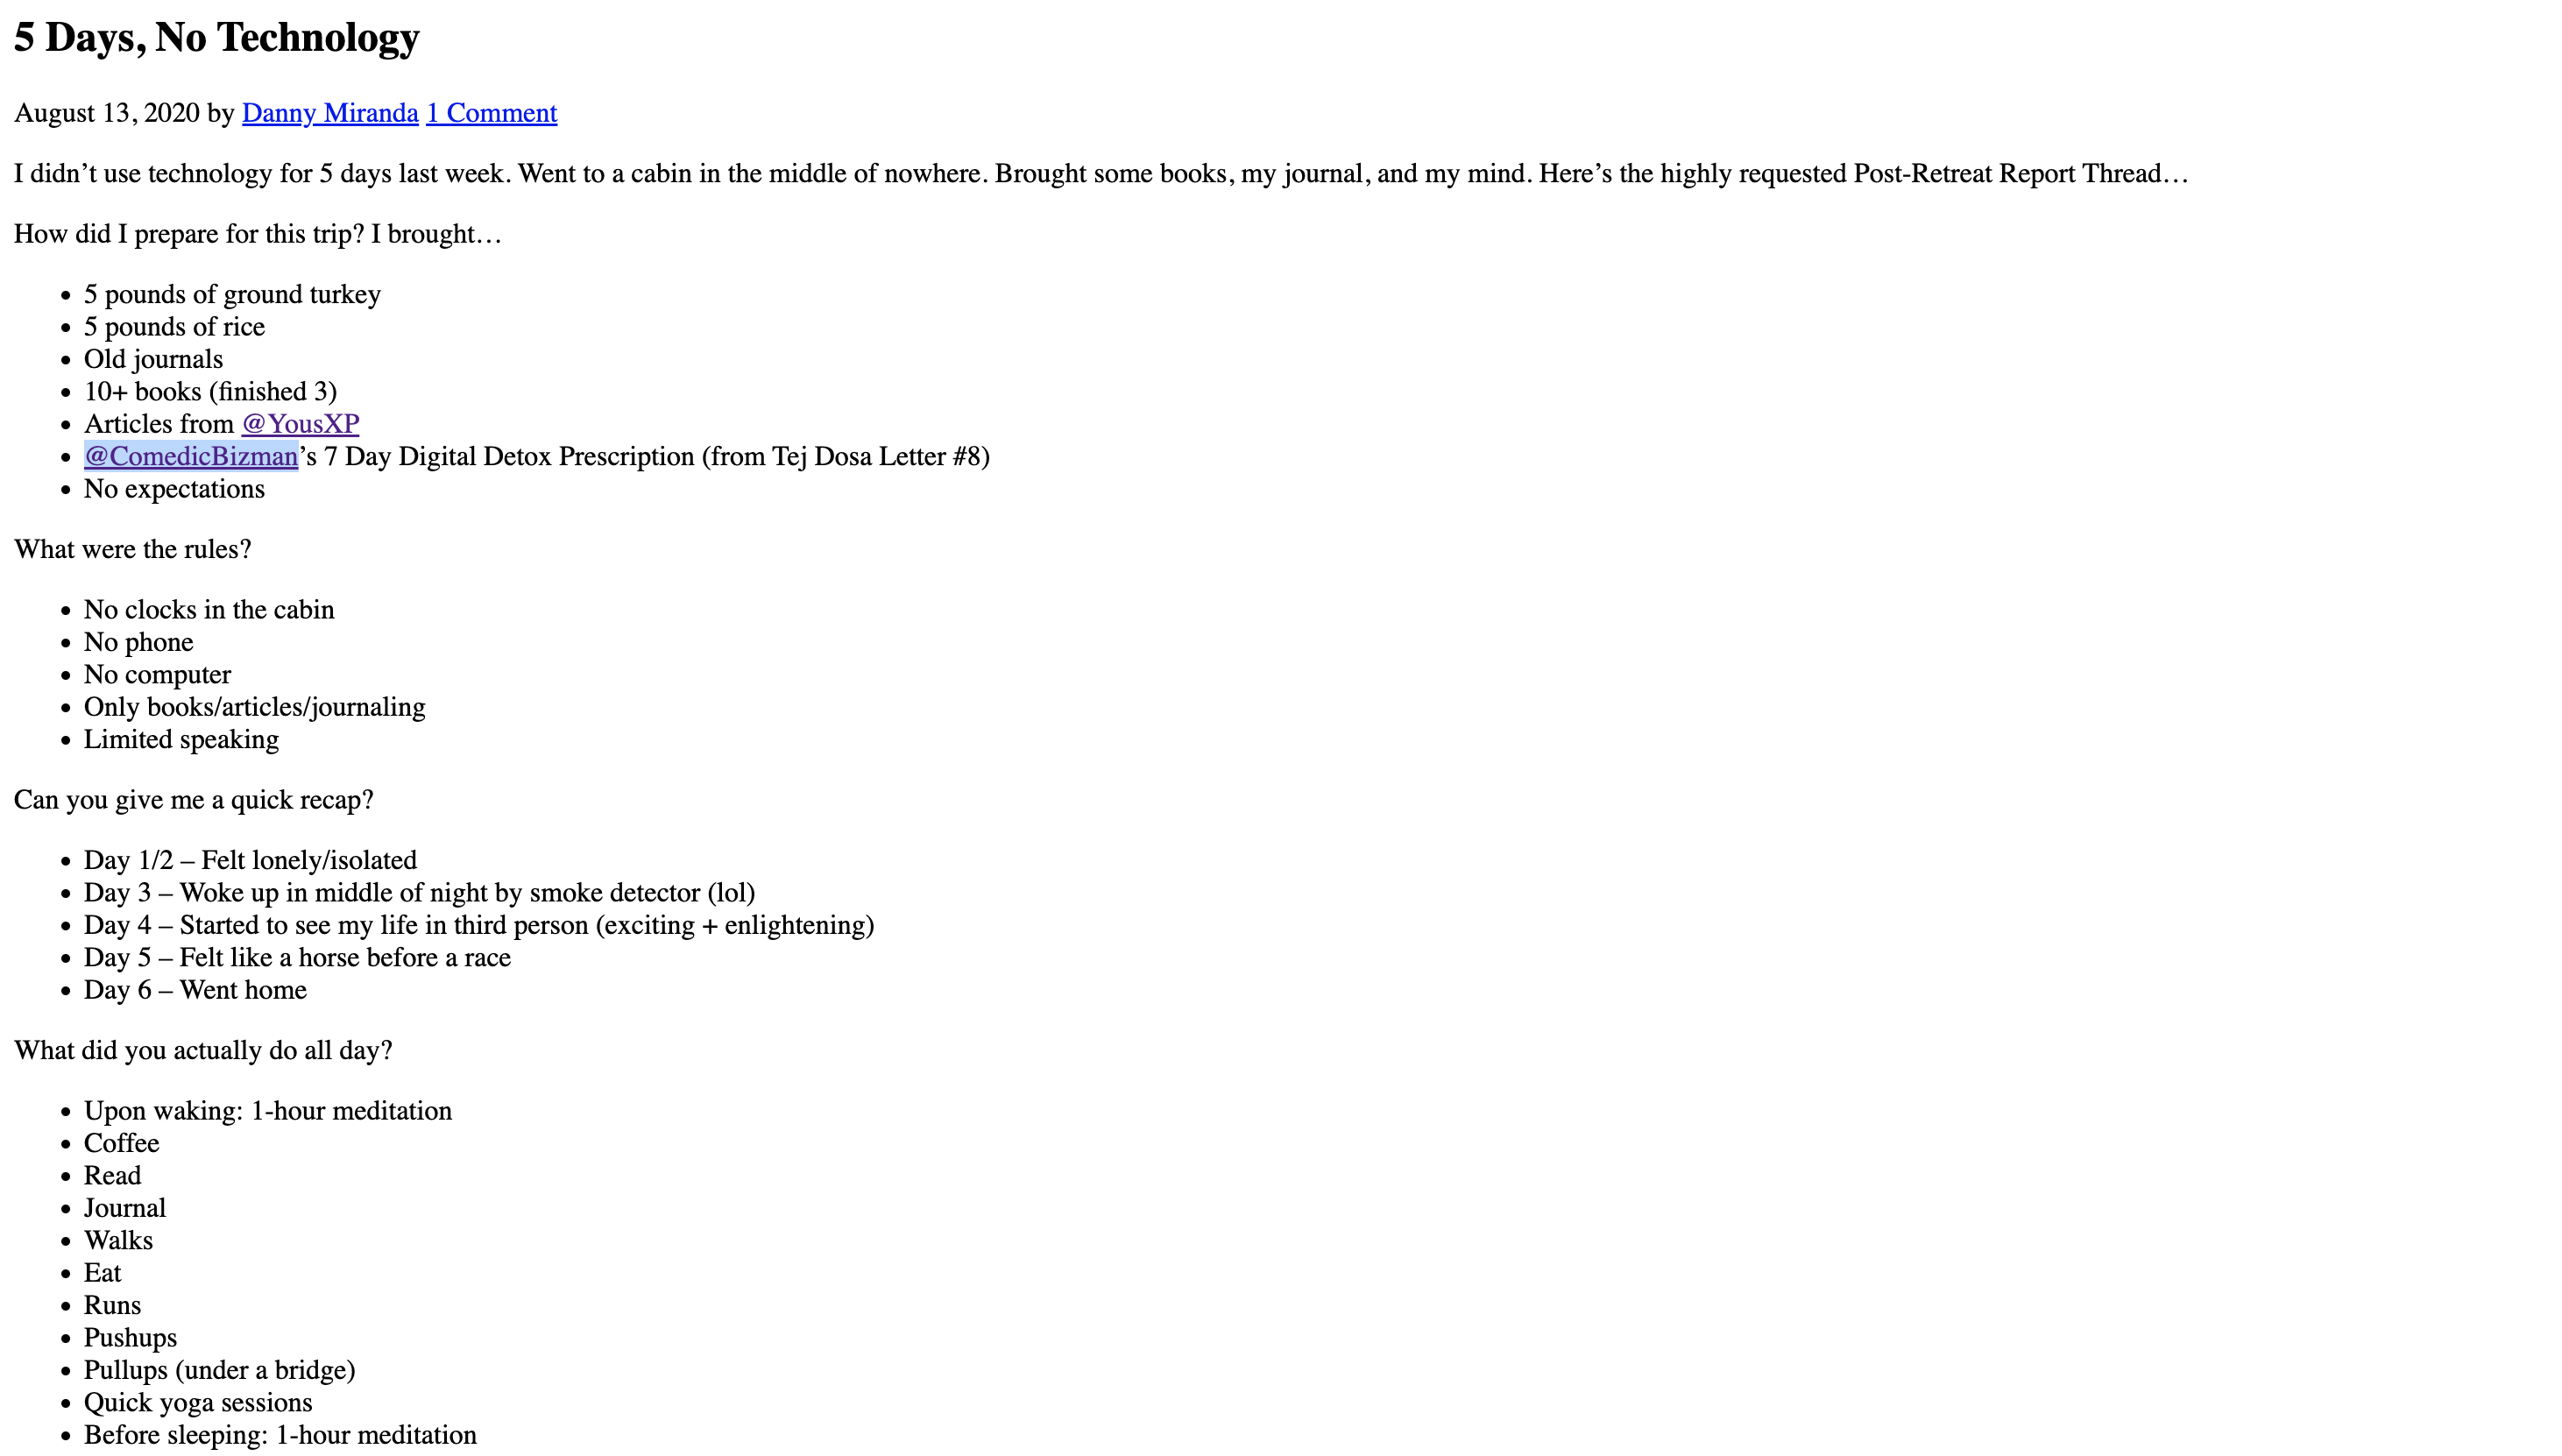 5 Days, No Technology
August 13, 2020 by Danny Miranda 1 Comment
I didn’t use technology for 5 days last week. Went to a cabin in the middle of nowhere. Brought some books, my journal, and my mind. Here’s the highly requested Post-Retreat Report Thread…
How did I prepare for this trip? I brought…
• 5 pounds of ground turkey
• 5 pounds of rice
• Old journals
• 10+ books (finished 3)
• Articles from @YousXP
• @ComedicBizman’s 7 Day Digital Detox Prescription (from Tej Dosa Letter #8)
• No expectations
What were the rules?
• No clocks in the cabin
• No phone
• No computer
• Only books/articles/journaling
• Limited speaking
Can you give me a quick recap?
• Day 1/2 – Felt lonely/isolated
• Day 3 – Woke up in middle of night by smoke detector (lol)
• Day 4 – Started to see my life in third person (exciting + enlightening)
• Day 5 – Felt like a horse before a race
• Day 6 – Went home
What did you actually do all day?
• Upon waking: 1-hour meditation
• Coffee
• Read
• Journal
• Walks
• Eat
• Runs
• Pushups
• Pullups (under a bridge)
• Quick yoga sessions
• Before sleeping: 1-hour meditation